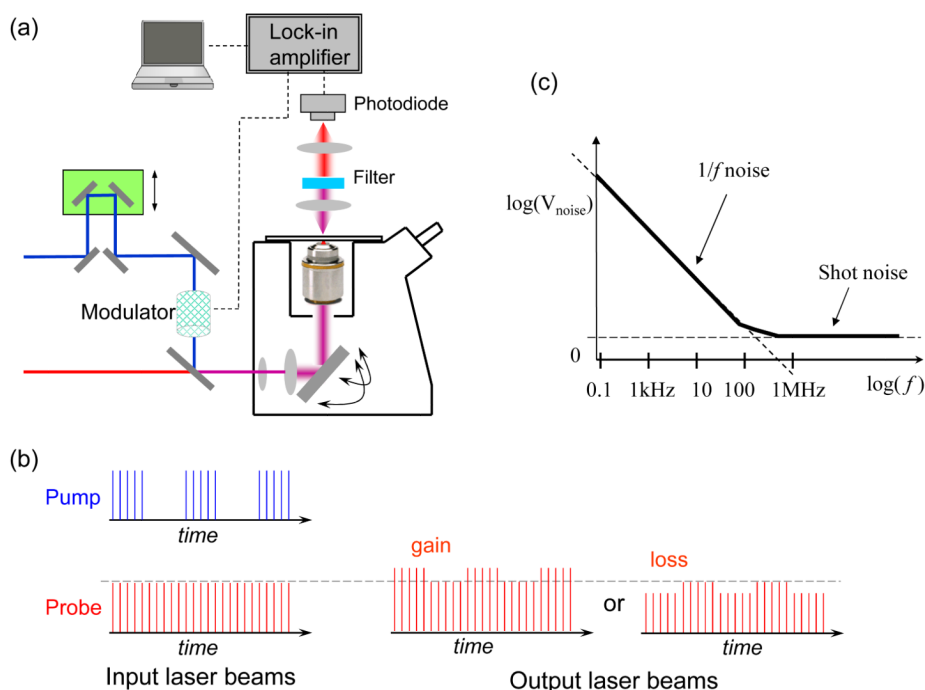 (a)
Lock-in
amplifier
Photodiode
Filter
Modulator
(c)
log(Vnoise)
1/f noise
Shot noise
0
0.1 1kHz 10 100 1MHz log(f)
(b)
Pump
time
gain
loss
Probe
or
time
time
time
Input laser beams
Output laser beams